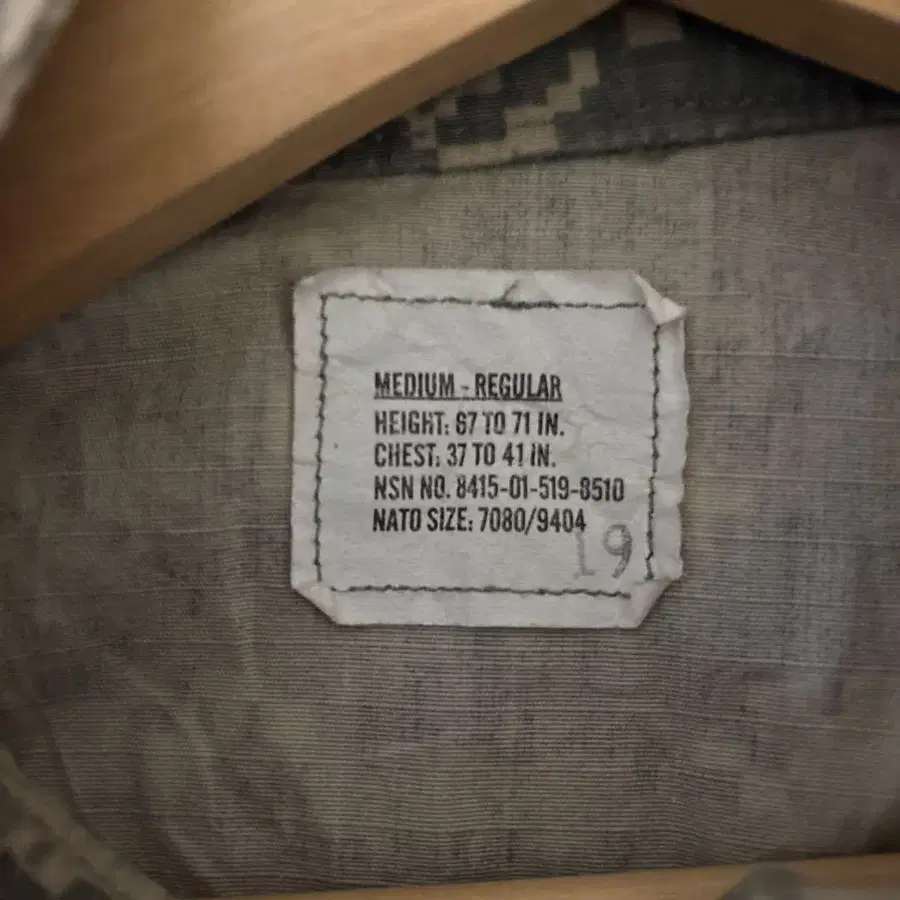 MEDIUM - REGULAR
HEIGHT: 67 TO 71 IN.
CHEST: 37 TO 41 IN.
NSN NO. 8415-01-519-8510
NATO SIZE: 7080/9404
19